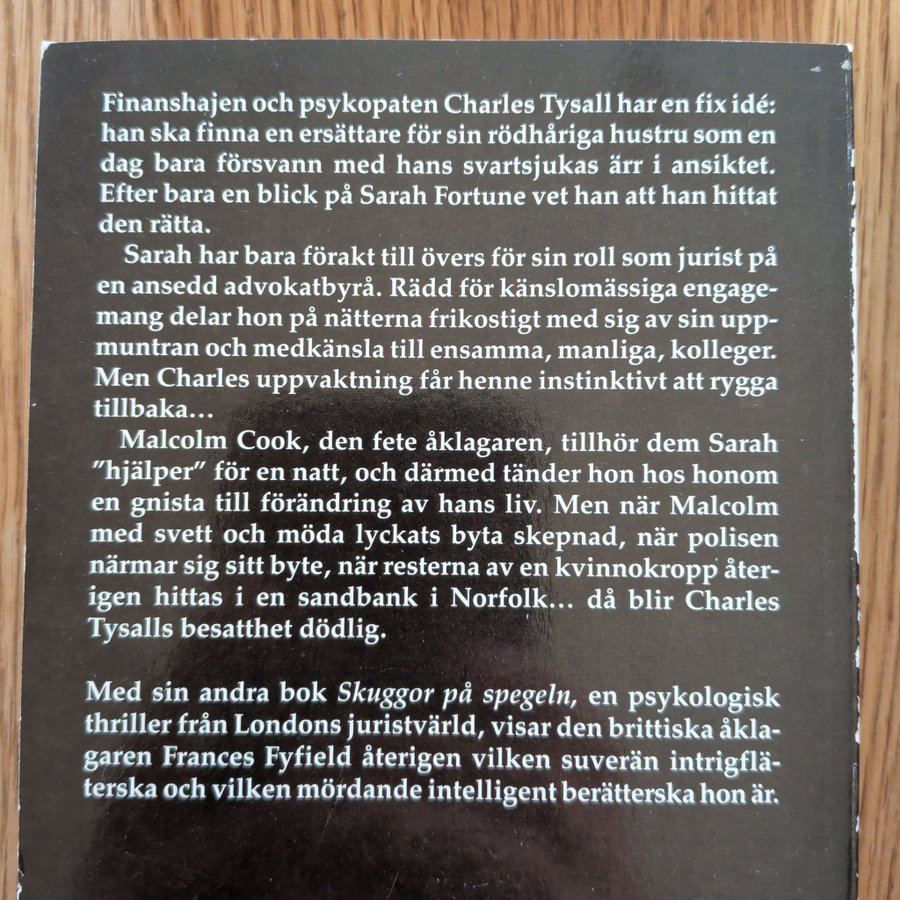 Finanshajen och psykopaten Charles Tysall har en fix idé:
han ska finna en ersättare för sin rödhåriga hustru som en
dag bara försvann med hans svartsjukas ärr i ansiktet.
Efter bara en blick på Sarah Fortune vet han att han hittat
den rätta.
Sarah har bara förakt till övers för sin roll som jurist på
en ansedd advokatbyrå. Rädd för känslomässiga engage-
mang delar hon på nätterna frikostigt med sig av sin upp-
muntran och medkänsla till ensamma, manliga, kolleger.
Men Charles uppvaktning får henne instinktivt att rygga
tillbaka...
Malcolm Cook, den fete åklagaren, tillhör dem Sarah
”hjälper” för en natt, och därmed tänder hon hos honom
en gnista till förändring av hans liv. Men när Malcolm
med svett och möda lyckats byta skepnad, när polisen
närmar sig sitt byte, när resterna av en kvinnokropp åter-
igen hittas i en sandbank i Norfolk... då blir Charles
Tysalls besatthet dödlig.
Med sin andra bok Skuggor på spegeln, en psykologisk
thriller från Londons juristvärld, visar den brittiska åkla-
garen Frances Fyfield återigen vilken suverän intrigflä-
terska och vilken mördande intelligent berätterska hon är.